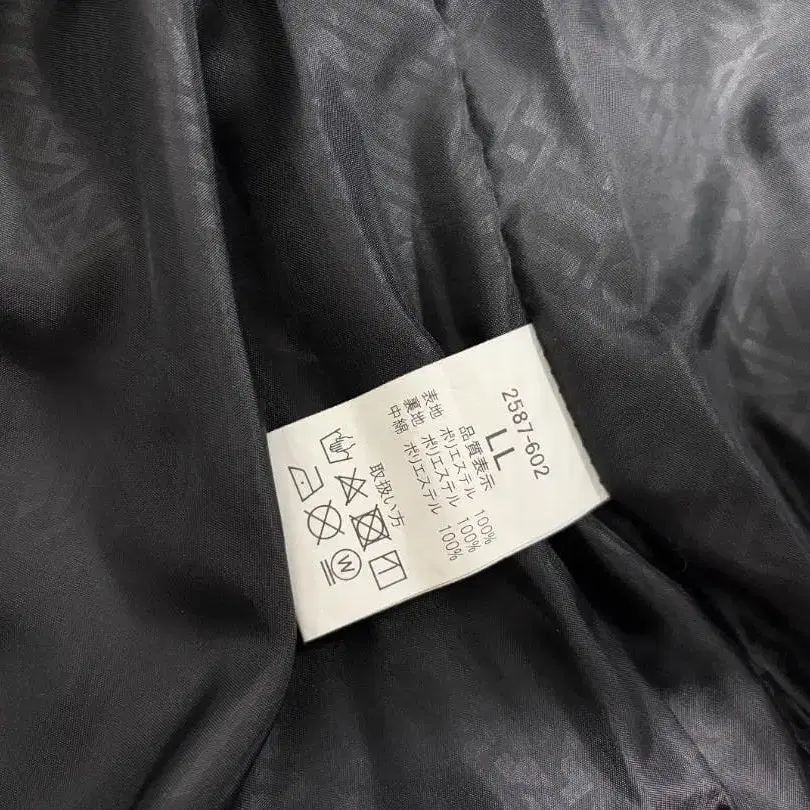 2587-602
LL
品質表示
表地 ポリエステル 100%
裏地 ポリエステル 100%
中綿 ポリエステル 100%
取扱い方
W